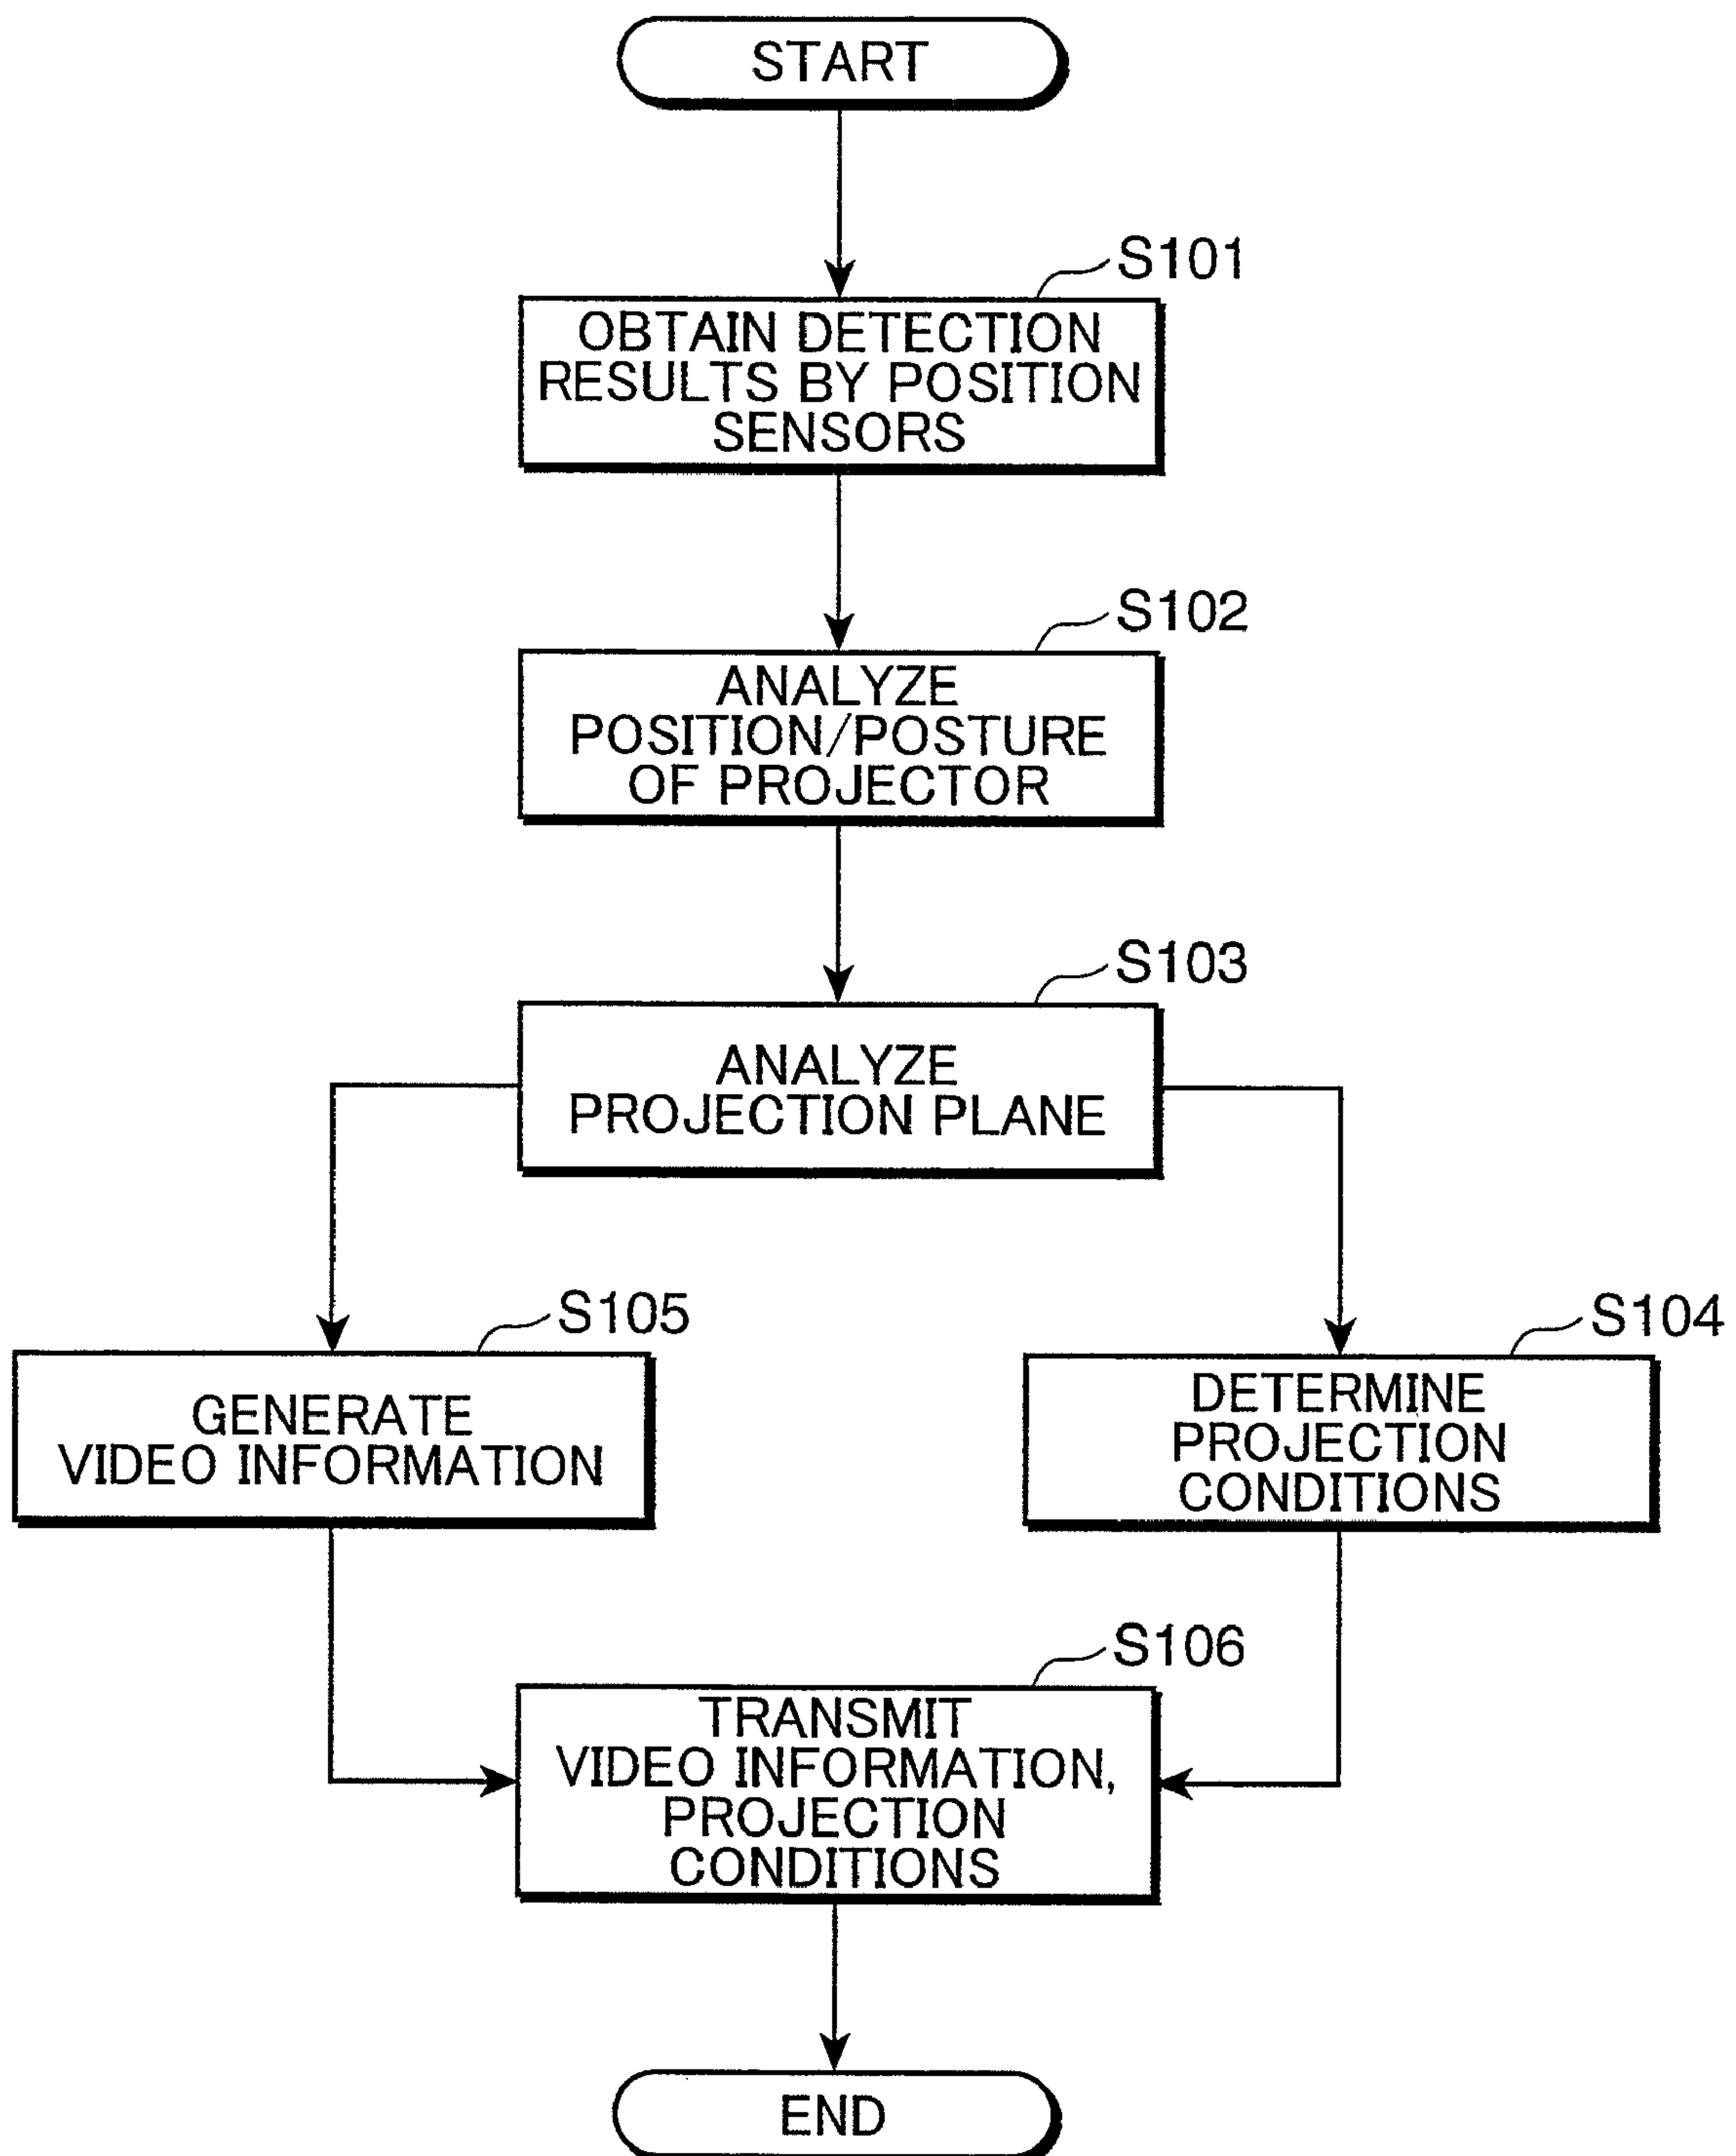 START
S101
OBTAIN DETECTION
RESULTS BY POSITION
SENSORS
S102
ANALYZE
POSITION/POSTURE
OF PROJECTOR
S103
ANALYZE
PROJECTION PLANE
S105
GENERATE
VIDEO INFORMATION
S104
DETERMINE
PROJECTION
CONDITIONS
S106
TRANSMIT
VIDEO INFORMATION,
PROJECTION
CONDITIONS
END